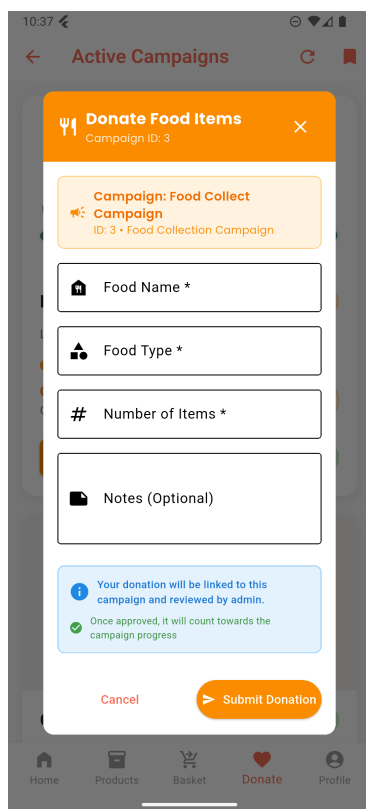 10:37
Active Campaigns
Donate Food Items
Campaign ID: 3
Campaign: Food Collect
Campaign
ID: 3 • Food Collection Campaign
Food Name *
Food Type *
Number of Items *
Notes (Optional)
Your donation will be linked to this
campaign and reviewed by admin.
Once approved, it will count towards the
campaign progress
Cancel
Submit Donation
Home
Products
Basket
Donate
Profile